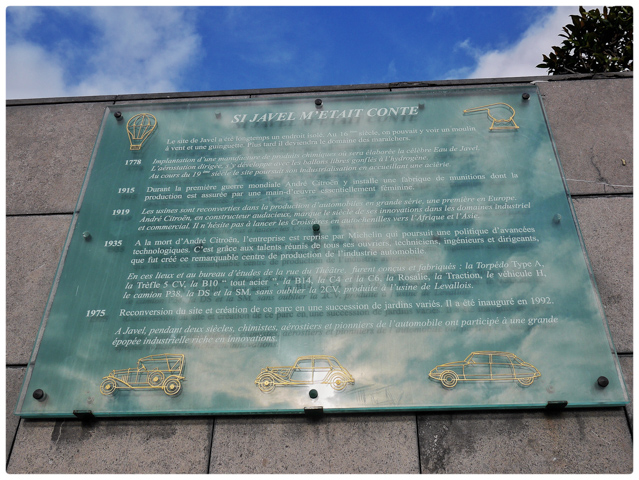 SI JAVEL M'ETAIT CONTE
Le site de Javel a été longtemps un endroit isolé. Au 16ème siècle, on pouvait y voir un moulin
à vent et une guinguette. Plus tard il deviendra le domaine des maraîchers.
1778 Implantation d'une manufacture de produits chimiques d'où sera élaborée la célèbre Eau de Javel.
L'aérostation dirigée, s'y développe avec les ballons libres gonflés à l'hydrogène.
Au cours du 19ème siècle la site poursuit son industrialisation en accueillant de série
1915 Durant la première guerre mondiale André Citroën y installe une fabrique de munitions dont la
production est assurée par une main-d'œuvre essentiellement féminine.
1919 Les usines sont reconverties dans la production d'automobiles en grande série, une première en Europe.
André Citroën, en constructeur audacieux, marque le siècle de ses innovations dans les domaines industriel
et commercial. Il n'hésite pas à lancer les Croisières en autochenilles vers l'Afrique et l'Asie.
1935 A la mort d'André Citroën, l'entreprise est reprise par Michelin qui poursuit une politique d'avancées
technologiques. C'est grâce aux talents réunis de tous ses ouvriers, techniciens, ingénieurs et dirigeants,
que fut créé ce remarquable centre de production de l'industrie automobile.
En ces lieux et au bureau d'études de la rue du Théâtre, furent conçus et fabriqués : la Torpédo Type A,
la Trèfle 5 CV, la B10 " tout acier ", la B14, la C4 et la C6, la Rosalie, la Traction, le véhicule H,
le camion P38, la DS et la SM, sans oublier la 2CV, produite à l'usine de Levallois.
1975 Reconversion du site et création de ce parc en une succession de jardins variés. Il a été inauguré en 1992.
A Javel, pendant deux siècles, chimistes, aérostiers et pionniers de l'automobile ont participé à une grande
épopée industrielle riche en innovations.